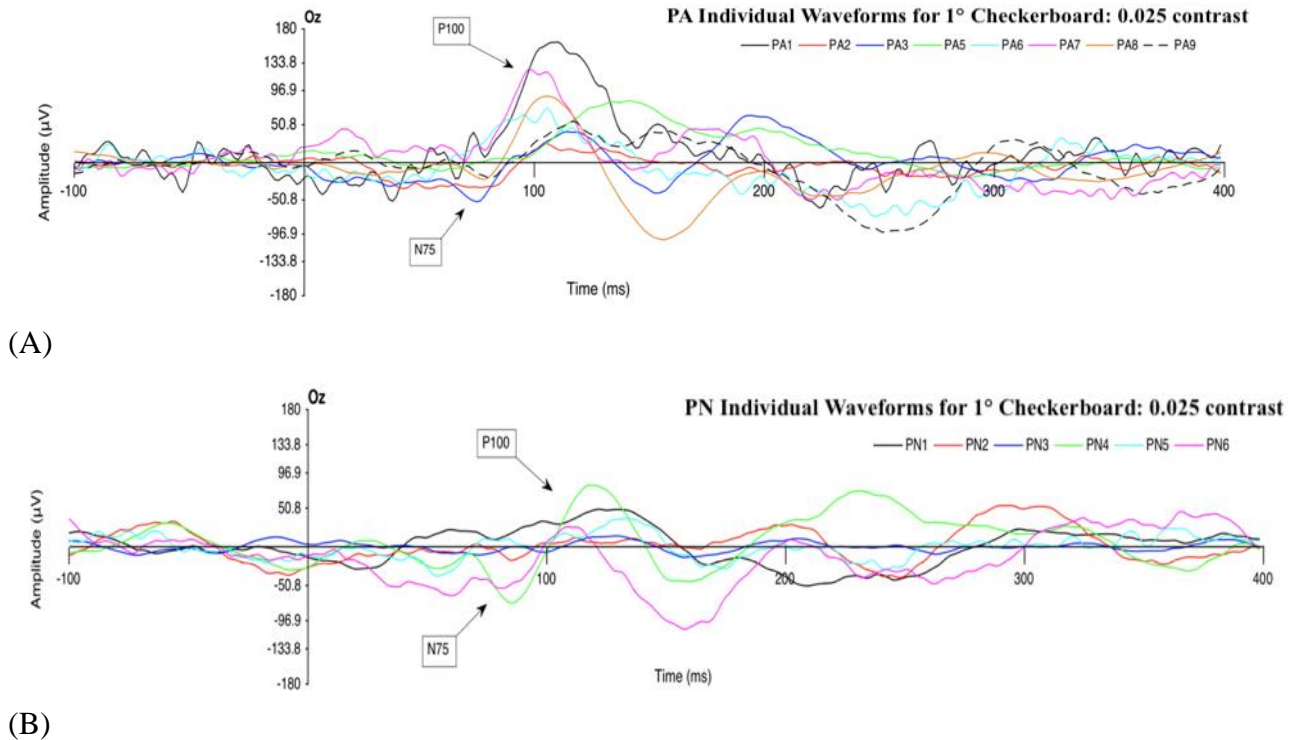 Oz
PA Individual Waveforms for 1° Checkerboard: 0.025 contrast
PA1 PA2 PA3 PA5 PA6 PA7 PA8 PA9
180
133.8
96.9
50.8
-50.8
-96.9
-133.8
-180
Amplitude (µV)
P100
N75
-100 100 200 300 400
Time (ms)
(A)
Oz
PN Individual Waveforms for 1° Checkerboard: 0.025 contrast
PN1 PN2 PN3 PN4 PN5 PN6
180
133.8
96.9
50.8
-50.8
-96.9
-133.8
-180
Amplitude (µV)
P100
N75
-100 100 200 300 400
Time (ms)
(B)